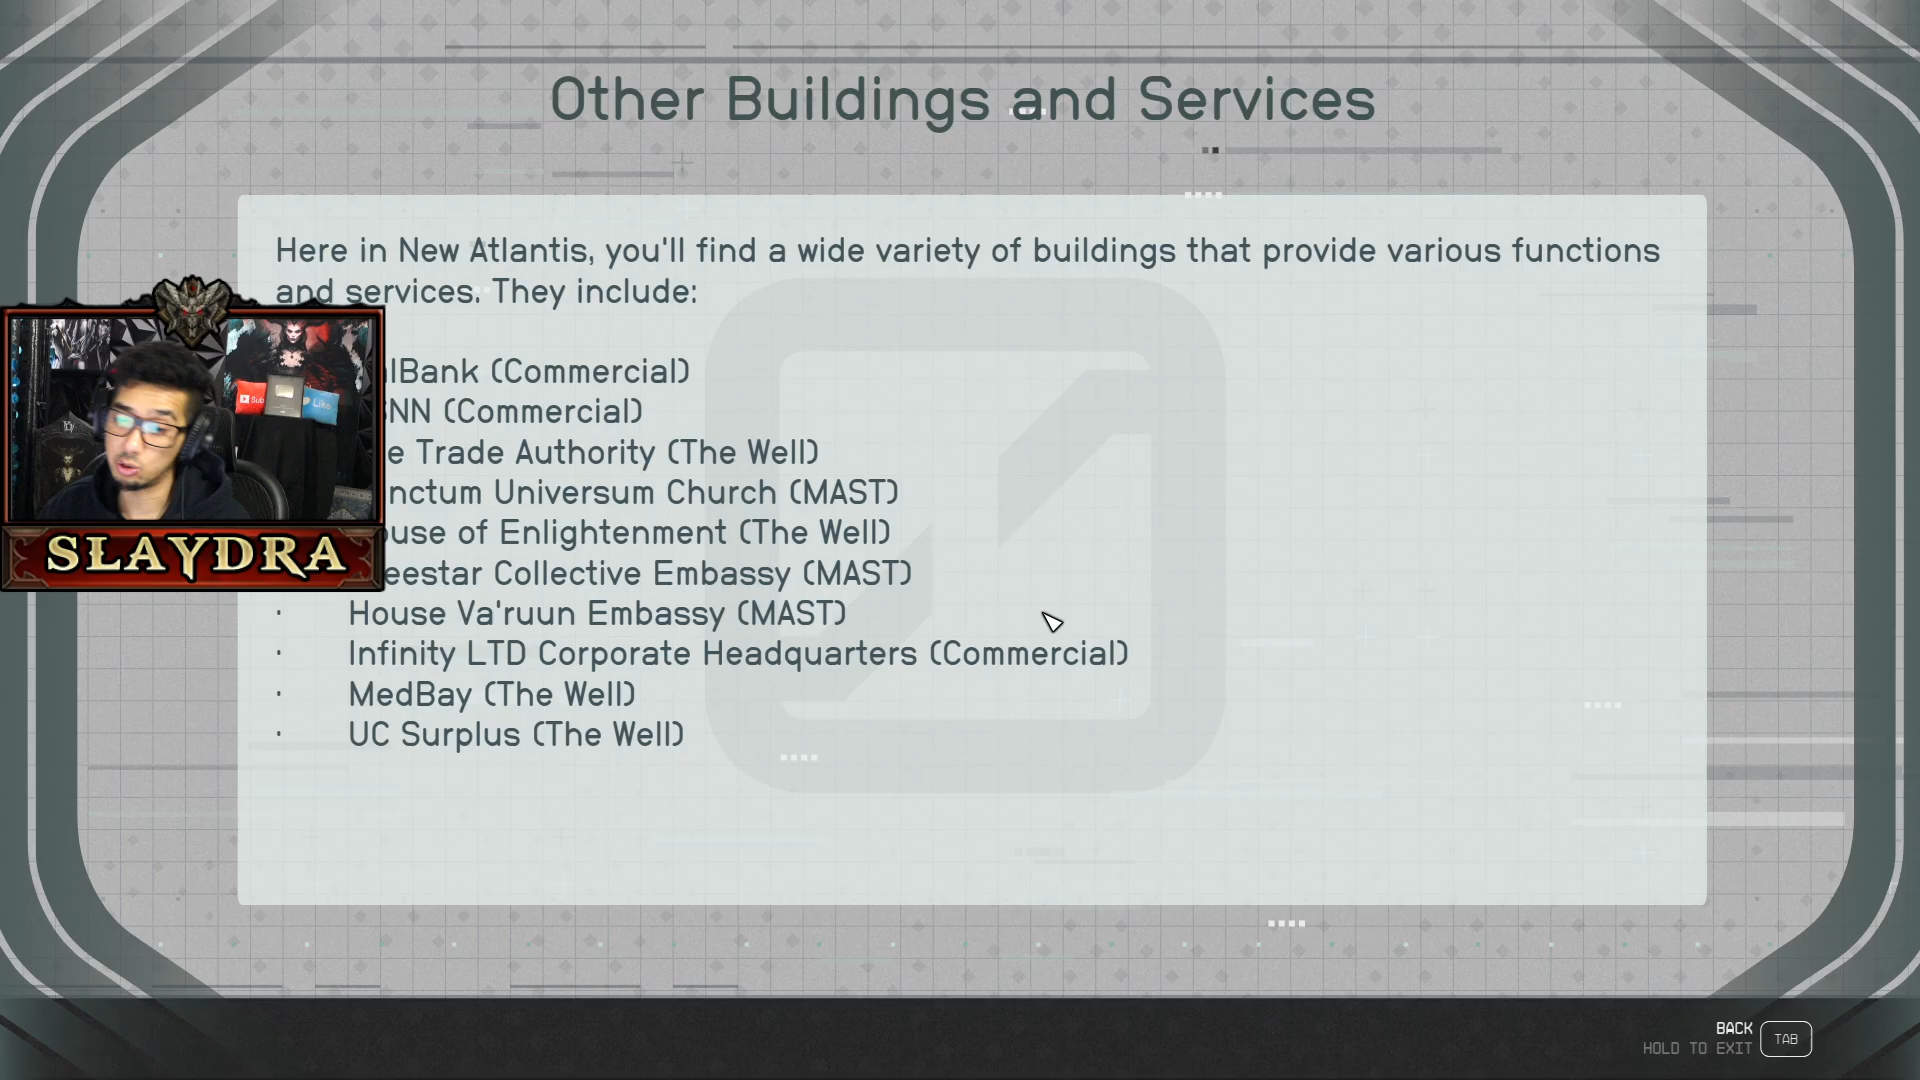 Other Buildings and Services
Here in New Atlantis, you'll find a wide variety of buildings that provide various functions
and services. They include:
lBank (Commercial)
NN (Commercial)
e Trade Authority (The Well)
nctum Universum Church (MAST)
ouse of Enlightenment (The Well)
eestar Collective Embassy (MAST)
· House Va'ruun Embassy (MAST)
· Infinity LTD Corporate Headquarters (Commercial)
· MedBay (The Well)
· UC Surplus (The Well)
Sub
Like
SLAYDRA
BACK
HOLD TO EXIT
TAB